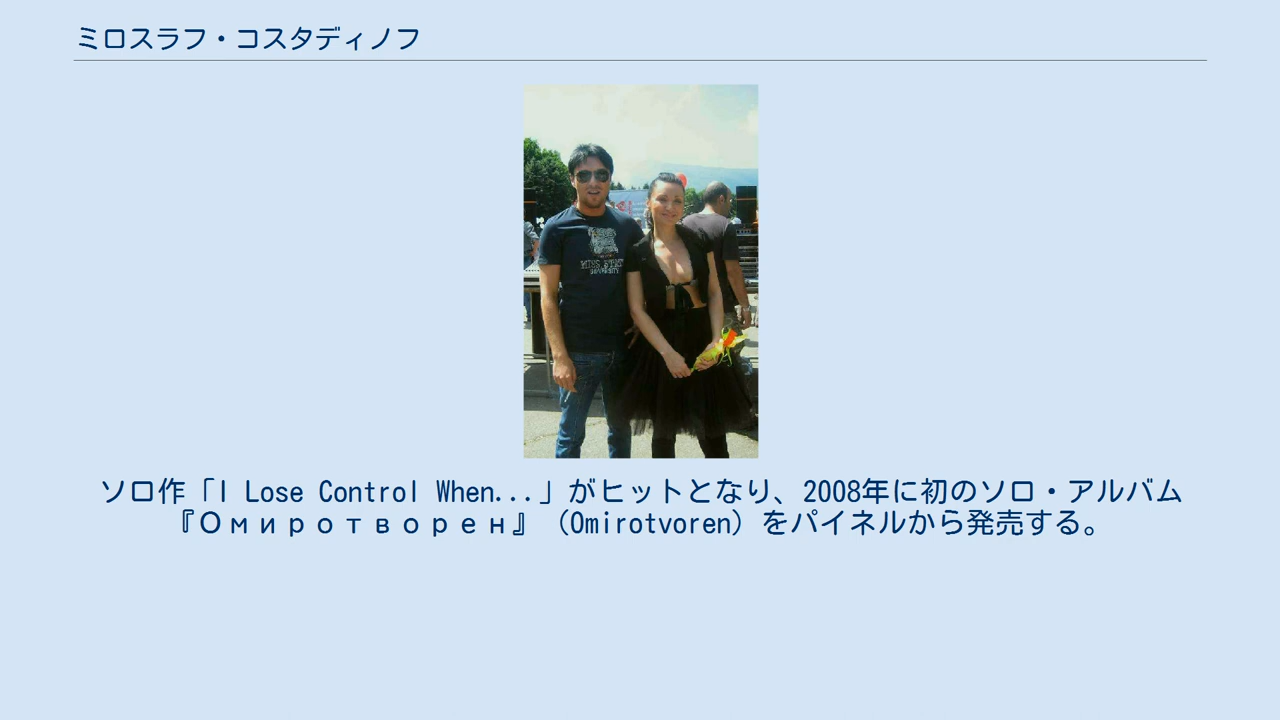 ミロスラフ・コスタディノフ
UNIVERSITY
ソロ作「I Lose Control When...」がヒットとなり、2008年に初のソロ・アルバム
『Омиротворен』（Omirotvoren）をパイネルから発売する。